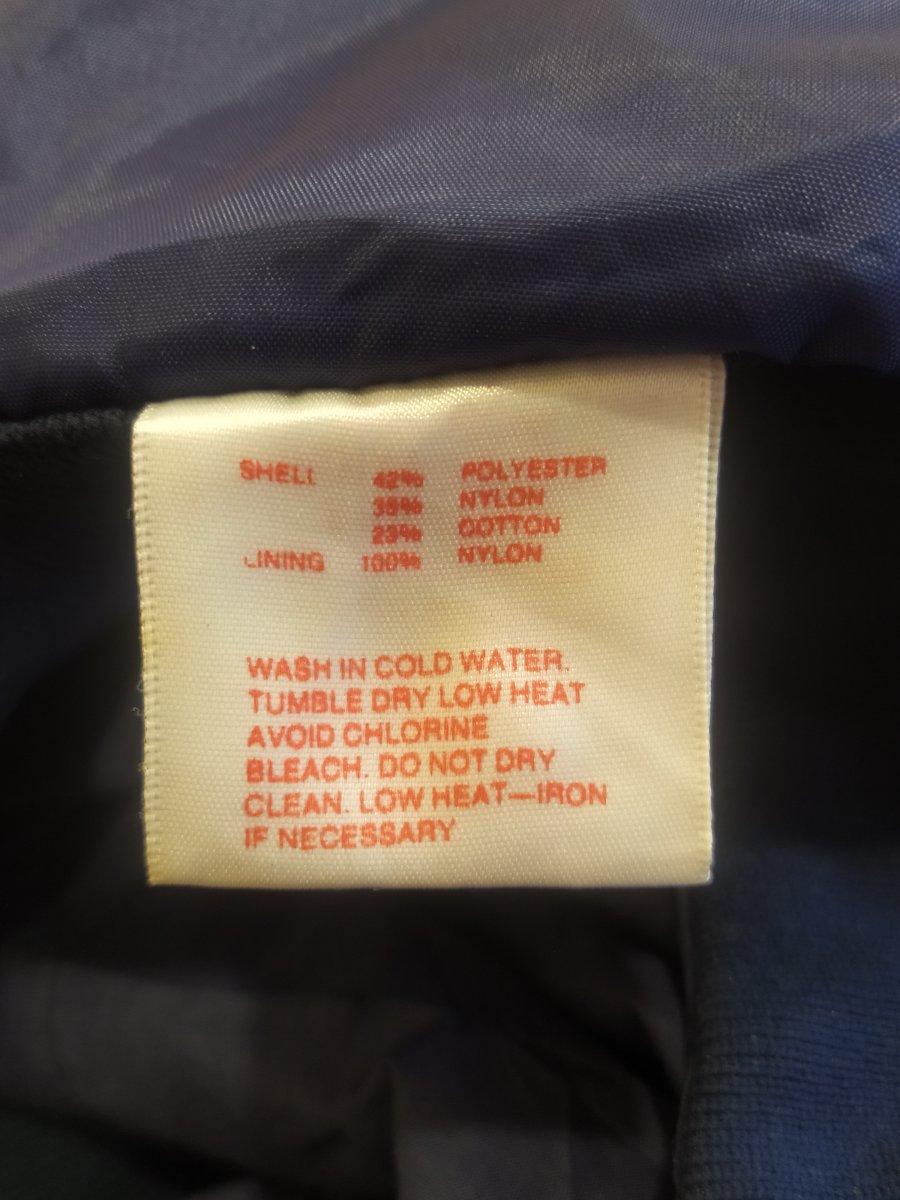 SHELL 42% POLYESTER
35% NYLON
23% COTTON
LINING 100% NYLON
WASH IN COLD WATER.
TUMBLE DRY LOW HEAT
AVOID CHLORINE
BLEACH. DO NOT DRY
CLEAN. LOW HEAT—IRON
IF NECESSARY